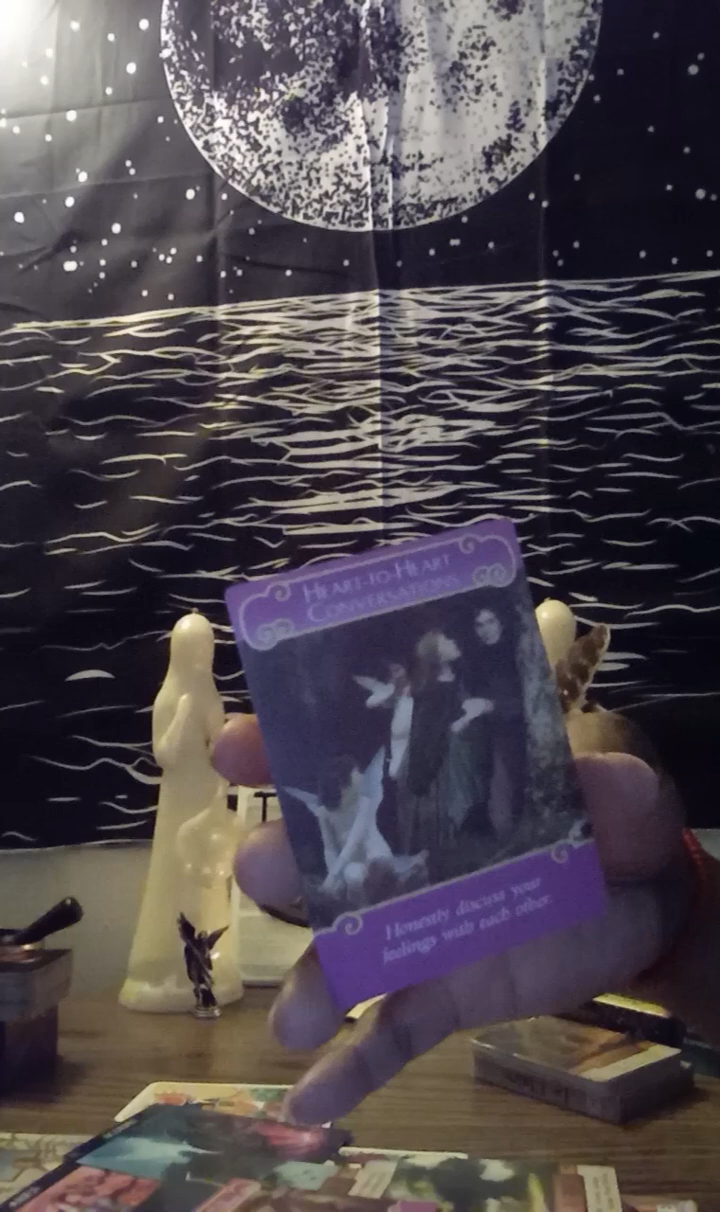 HEART-TO-HEART
CONVERSATIONS
Honestly discuss your
feelings with each other.